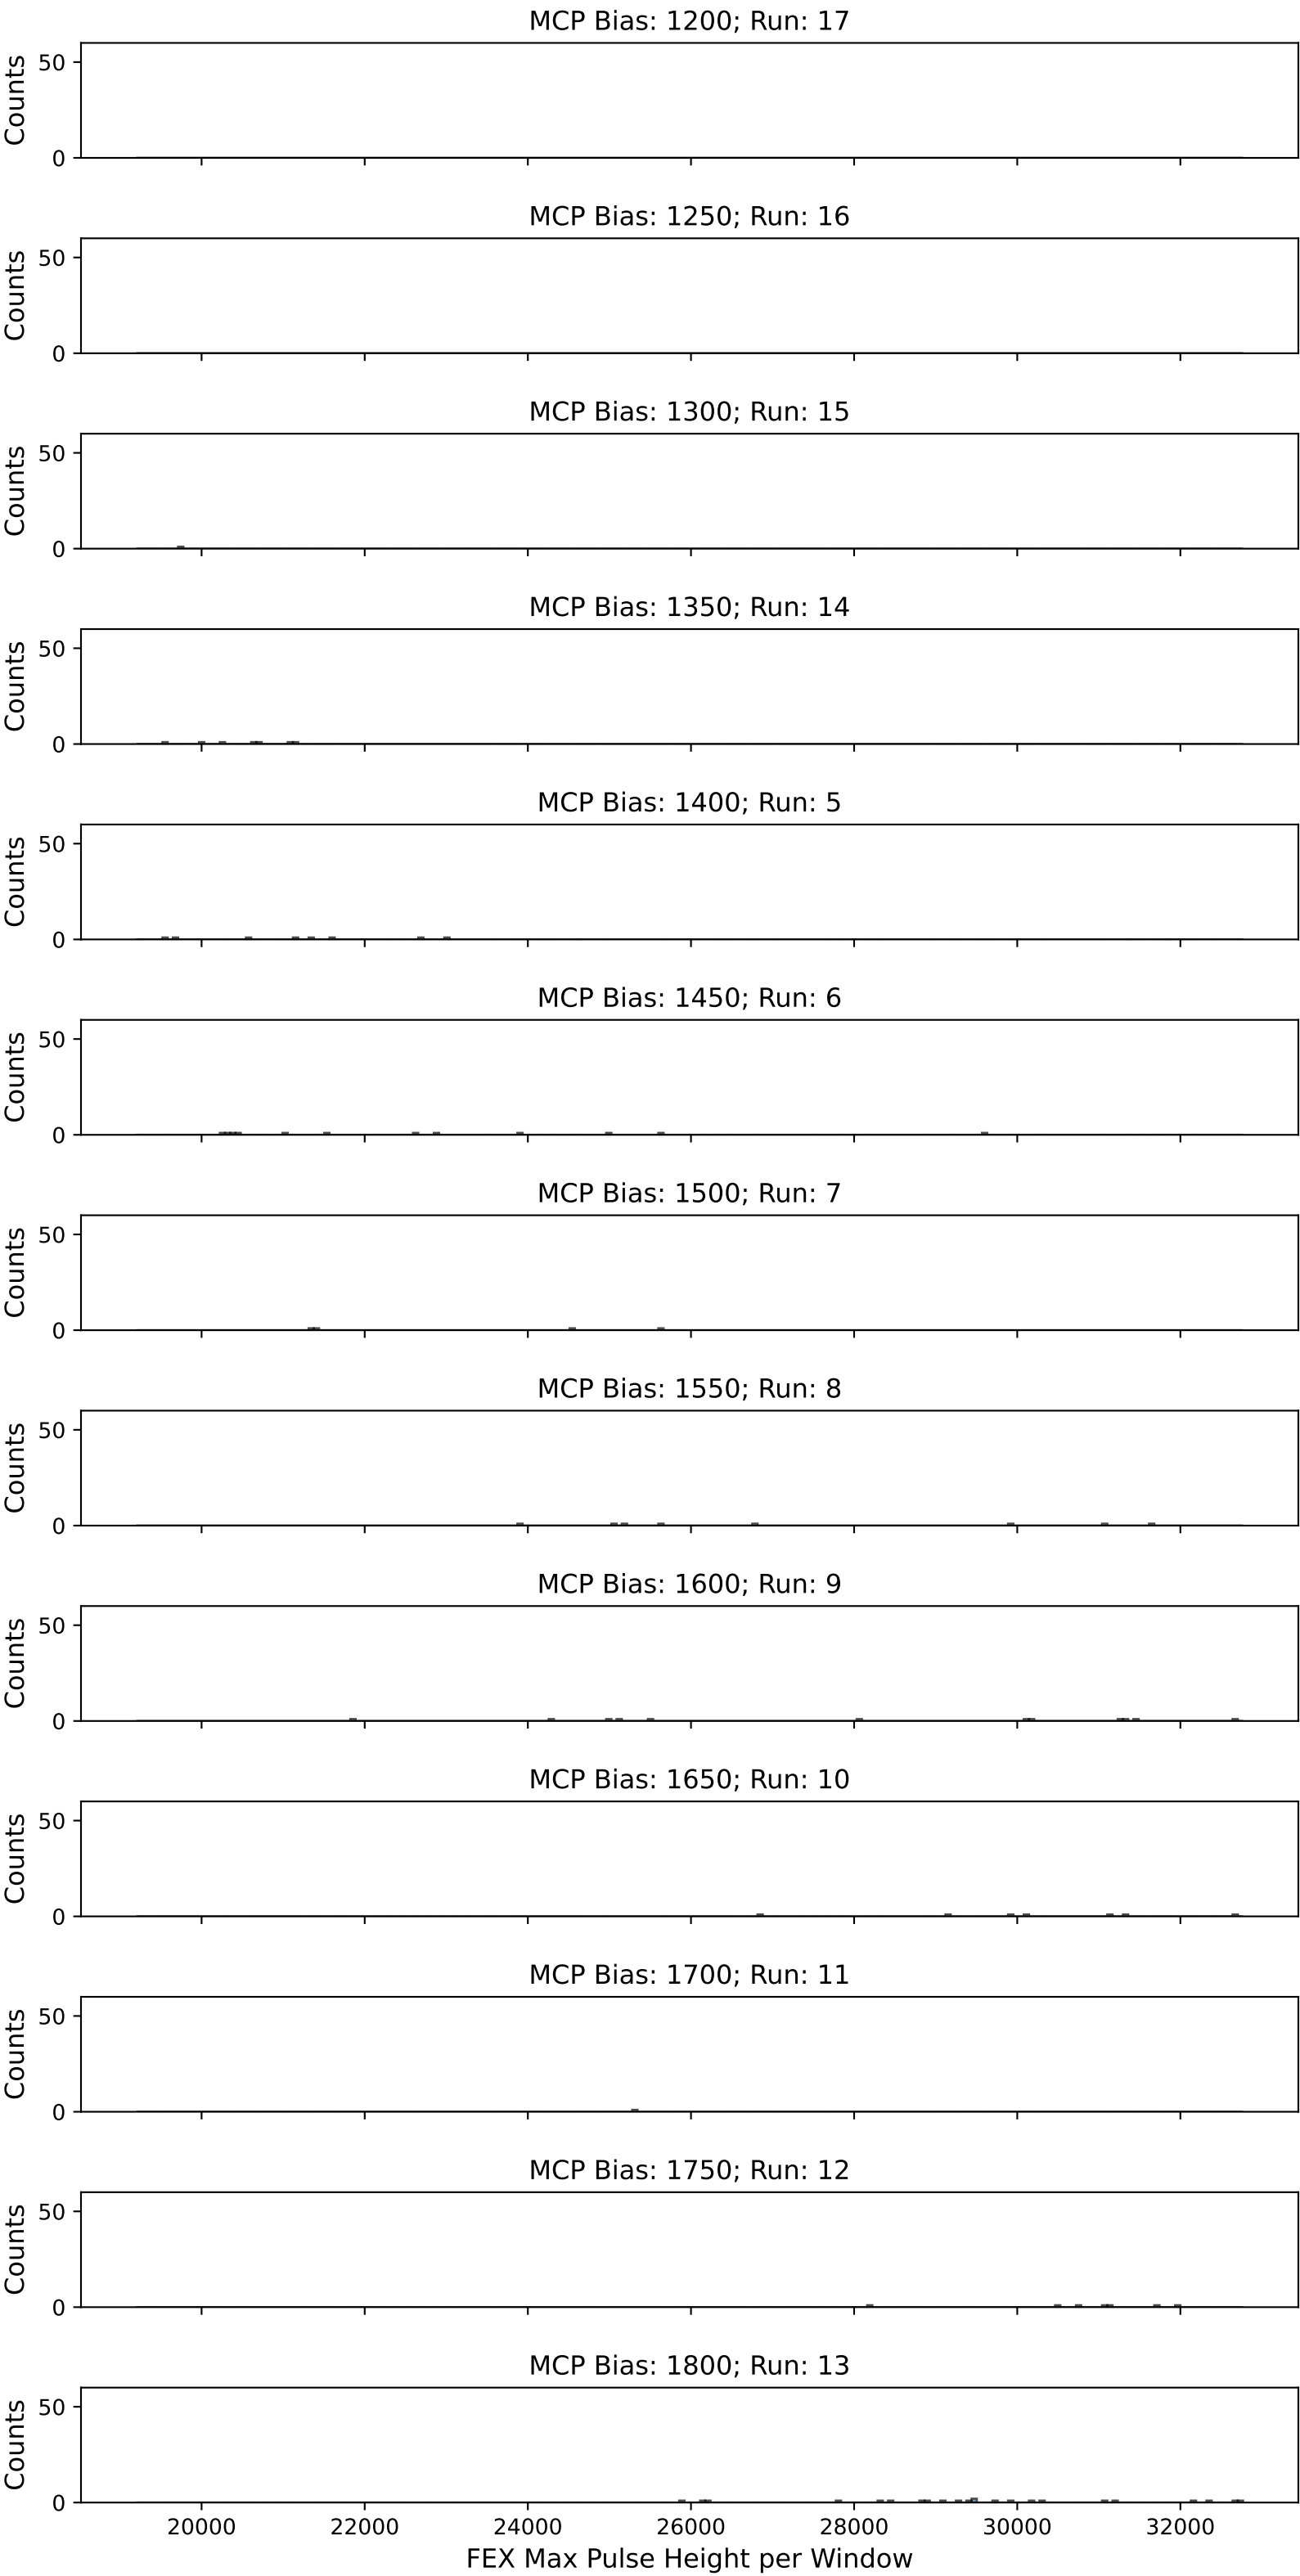 MCP Bias: 1200; Run: 17
50
Counts
0
MCP Bias: 1250; Run: 16
50
Counts
0
MCP Bias: 1300; Run: 15
50
Counts
0
MCP Bias: 1350; Run: 14
50
Counts
0
MCP Bias: 1400; Run: 5
50
Counts
0
MCP Bias: 1450; Run: 6
50
Counts
0
MCP Bias: 1500; Run: 7
50
Counts
0
MCP Bias: 1550; Run: 8
50
Counts
0
MCP Bias: 1600; Run: 9
50
Counts
0
MCP Bias: 1650; Run: 10
50
Counts
0
MCP Bias: 1700; Run: 11
50
Counts
0
MCP Bias: 1750; Run: 12
50
Counts
0
MCP Bias: 1800; Run: 13
50
Counts
0
20000 22000 24000 26000 28000 30000 32000
FEX Max Pulse Height per Window